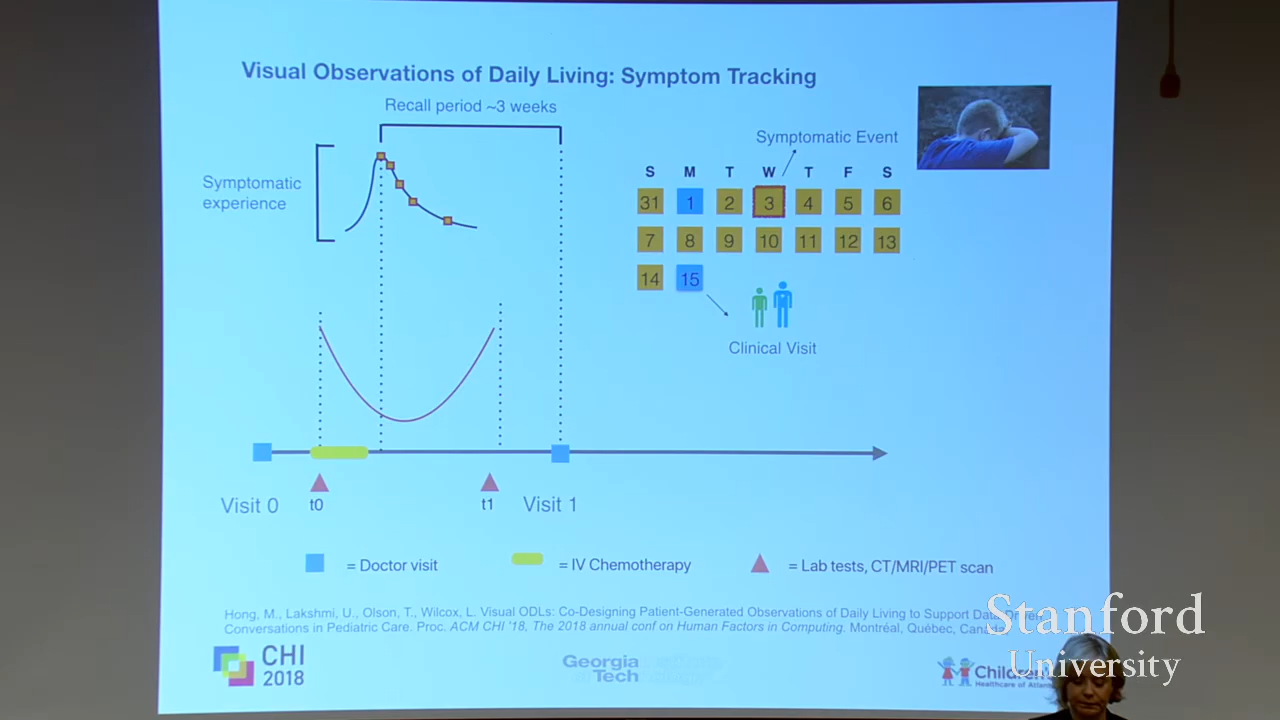 Visual Observations of Daily Living: Symptom Tracking
Recall period ~3 weeks
Symptomatic
experience
Symptomatic Event
S M T W T F S
31 1 2 3 4 5 6
7 8 9 10 11 12 13
14 15
Clinical Visit
Visit 0
t0
t1
Visit 1
= Doctor visit
= IV Chemotherapy
= Lab tests, CT/MRI/PET scan
Hong, M., Lakshmi, U., Olson, T., Wilcox, L. Visual ODLs: Co-Designing Patient-Generated Observations of Daily Living to Support
Conversations in Pediatric Care. Proc. ACM CHI '18, The 2018 annual conf on Human Factors in Computing. Montréal, Québec,
CHI
2018
Georgia
Tech
Healthcare of
Stanford
University